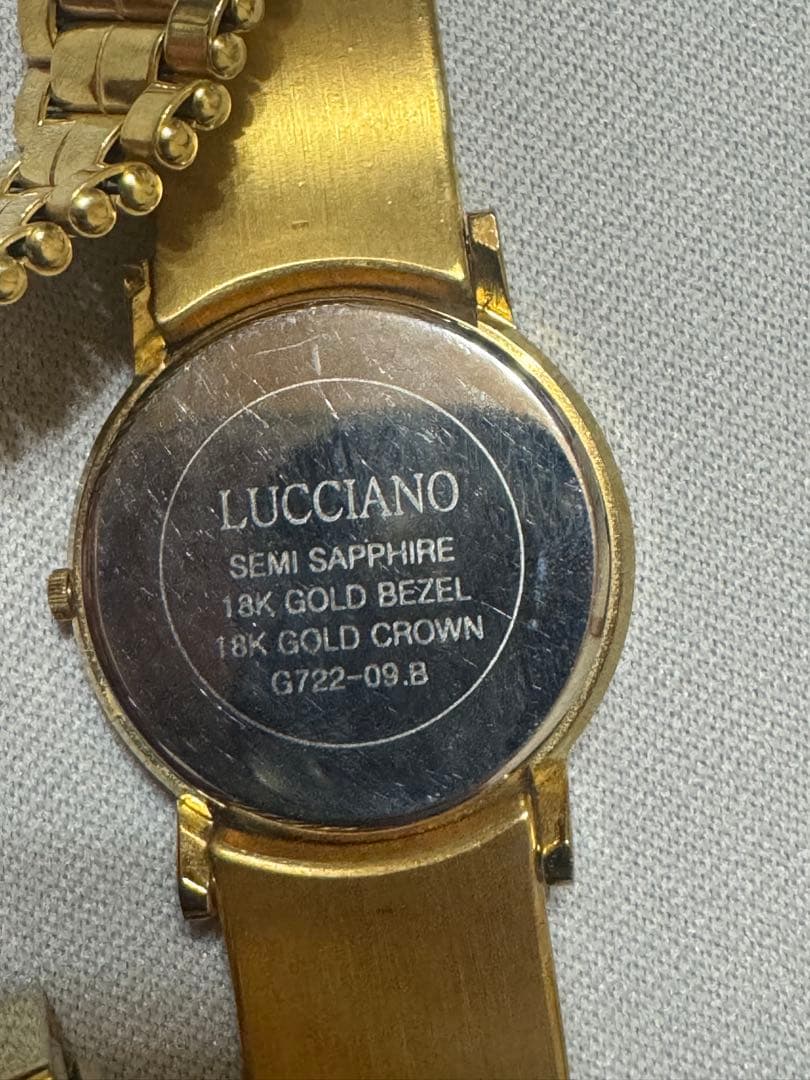 LUCCIANO
SEMI SAPPHIRE
18K GOLD BEZEL
18K GOLD CROWN
G722-09.B